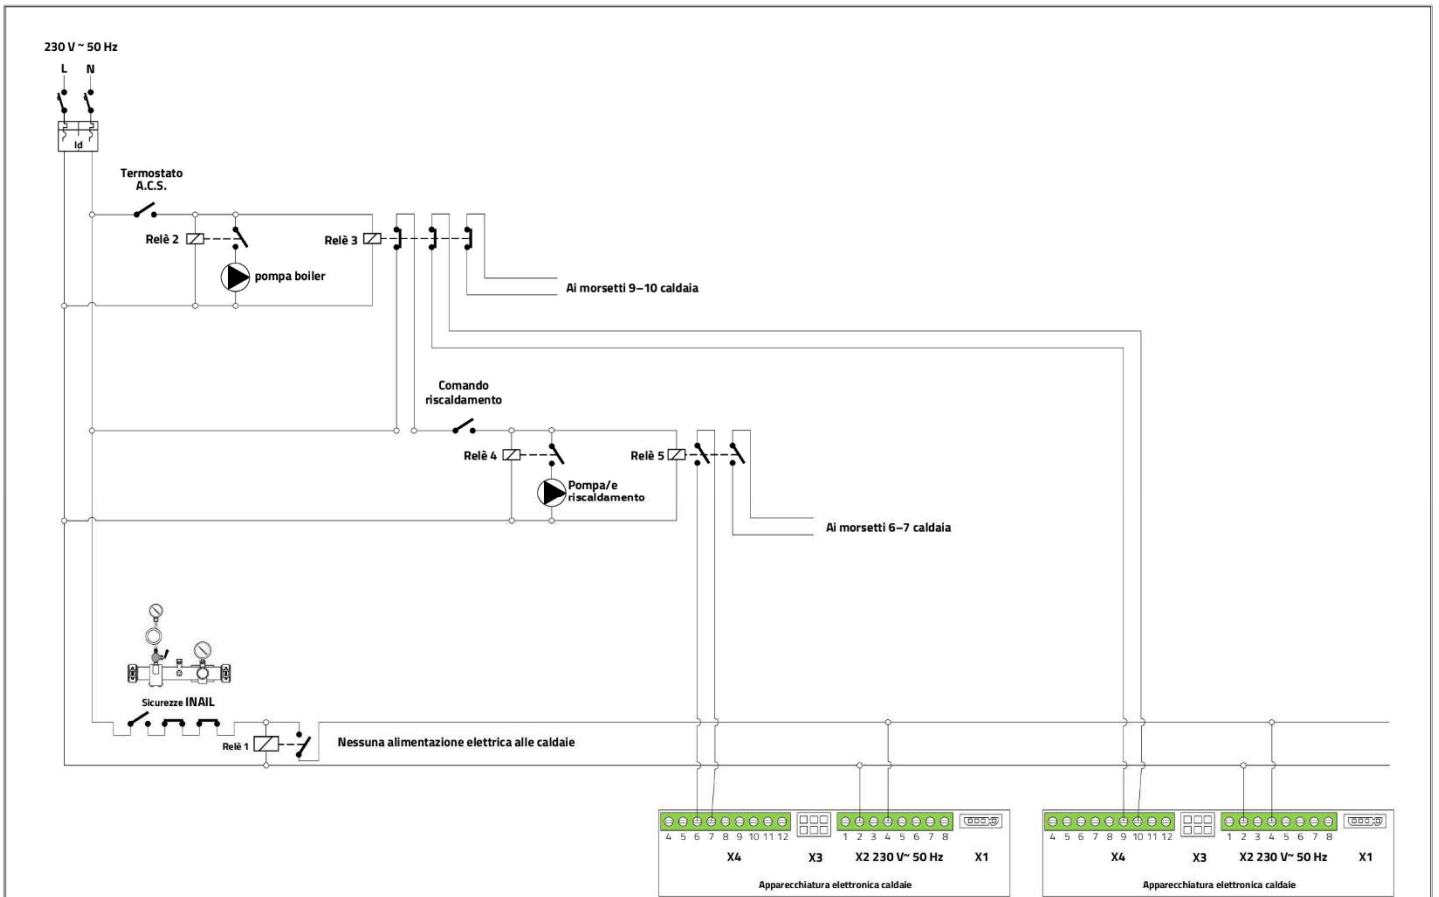 230 V ~ 50 Hz
L N
Id
Termostato
A.C.S.
Relè 2
Relè 3
pompa boiler
Ai morsetti 9–10 caldaia
Comando
riscaldamento
Relè 4
Relè 5
Pompa/e
riscaldamento
Ai morsetti 6–7 caldaia
Sicurezze INAIL
Relè 1
Nessuna alimentazione elettrica alle caldaie
4 5 6 7 8 9 10 11 12
1 2 3 4 5 6 7 8
4 5 6 7 8 9 10 11 12
1 2 3 4 5 6 7 8
X4 X3 X2 230 V~ 50 Hz X1
X4 X3 X2 230 V~ 50 Hz X1
Apparecchiatura elettronica caldaie
Apparecchiatura elettronica caldaie